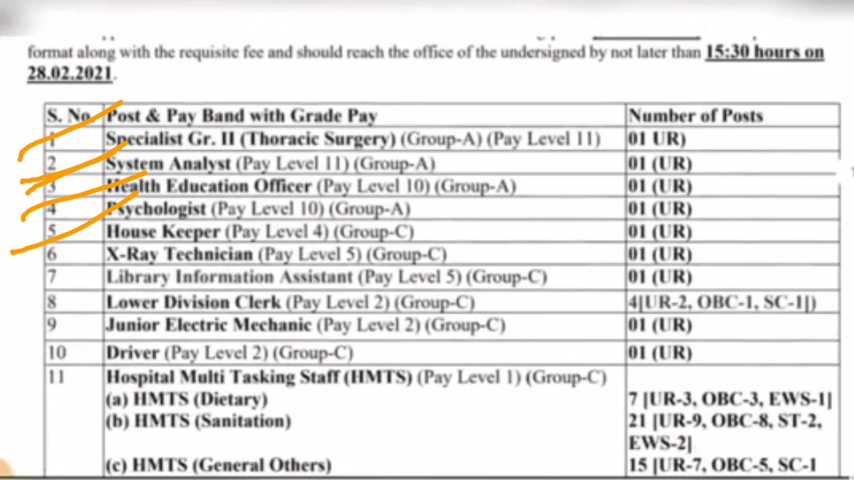 format along with the requisite fee and should reach the office of the undersigned by not later than 15:30 hours on
28.02.2021.
S. No Post & Pay Band with Grade Pay Number of Posts
1 Specialist Gr. II (Thoracic Surgery) (Group-A) (Pay Level 11) 01 UR)
2 System Analyst (Pay Level 11) (Group-A) 01 (UR)
3 Health Education Officer (Pay Level 10) (Group-A) 01 (UR)
4 Psychologist (Pay Level 10) (Group-A) 01 (UR)
5 House Keeper (Pay Level 4) (Group-C) 01 (UR)
6 X-Ray Technician (Pay Level 5) (Group-C) 01 (UR)
7 Library Information Assistant (Pay Level 5) (Group-C) 01 (UR)
8 Lower Division Clerk (Pay Level 2) (Group-C) 4[UR-2, OBC-1, SC-1])
9 Junior Electric Mechanic (Pay Level 2) (Group-C) 01 (UR)
10 Driver (Pay Level 2) (Group-C) 01 (UR)
11 Hospital Multi Tasking Staff (HMTS) (Pay Level 1) (Group-C)
(a) HMTS (Dietary) 7 [UR-3, OBC-3, EWS-1]
(b) HMTS (Sanitation) 21 [UR-9, OBC-8, ST-2,
EWS-2]
(c) HMTS (General Others) 15 [UR-7, OBC-5, SC-1